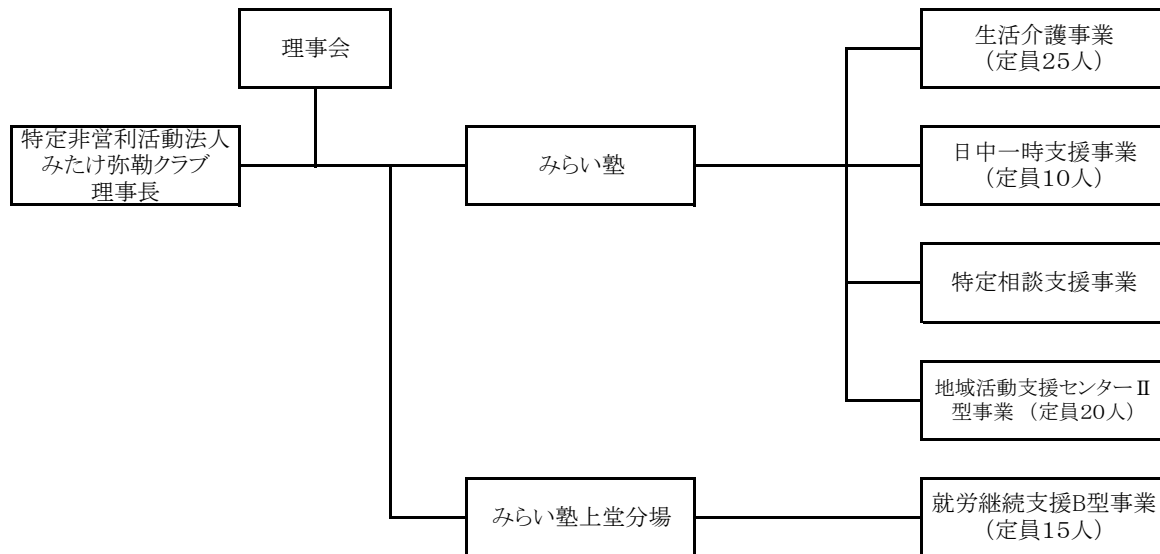 理事会
特定非営利活動法人
みたけ弥勒クラブ
理事長
みらい塾
生活介護事業
（定員25人）
日中一時支援事業
（定員10人）
特定相談支援事業
地域活動支援センターⅡ
型事業 （定員20人）
みらい塾上堂分場
就労継続支援B型事業
（定員15人）